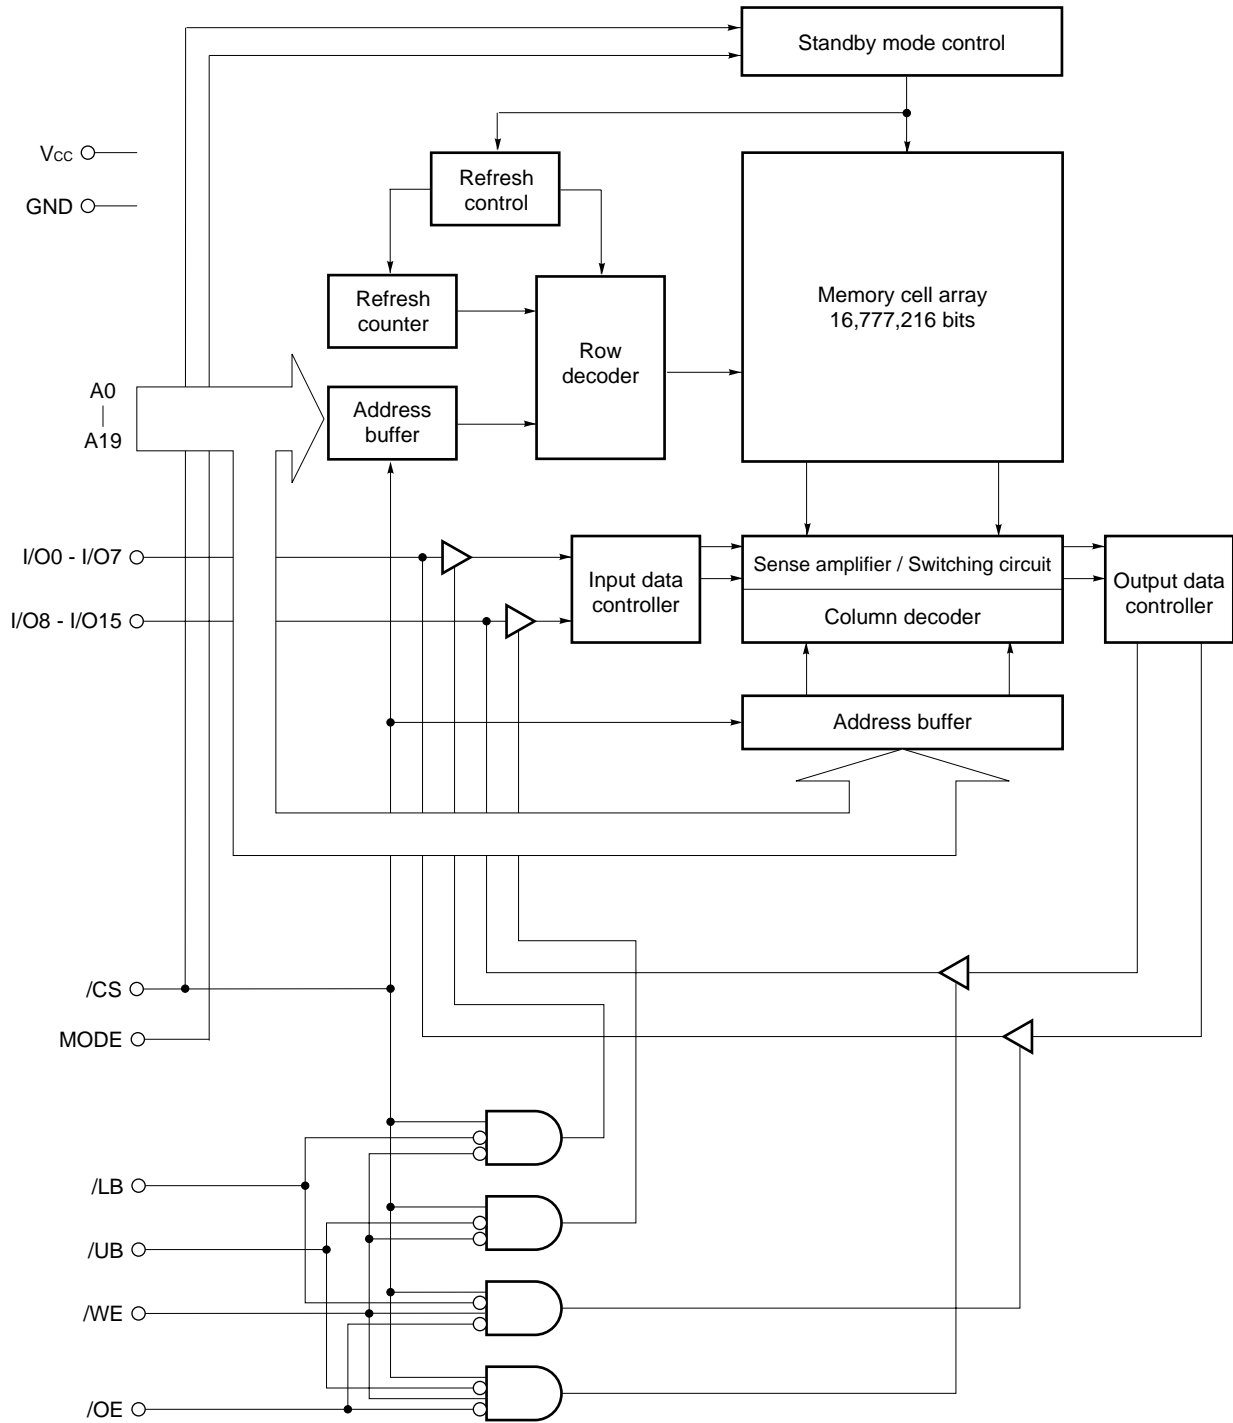 Standby mode control
VCC
GND
Refresh
control
Refresh
counter
Row
decoder
Memory cell array
16,777,216 bits
A0
A19
Address
buffer
I/O0 - I/O7
I/O8 - I/O15
Input data
controller
Sense amplifier / Switching circuit
Column decoder
Output data
controller
Address buffer
/CS
MODE
/LB
/UB
/WE
/OE